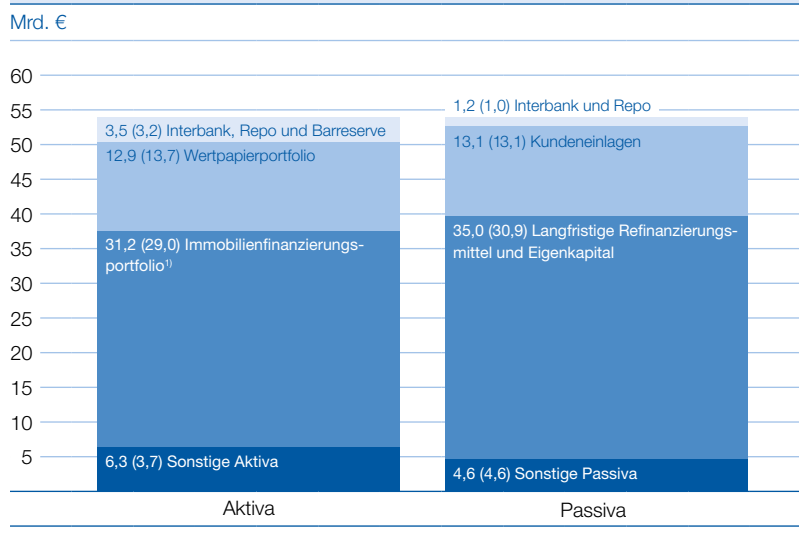 Mrd. €
60
55
50
45
40
35
30
25
20
15
10
5
3,5 (3,2) Interbank, Repo und Barreserve
12,9 (13,7) Wertpapierportfolio
31,2 (29,0) Immobilienfinanzierungs-
portfolio¹⁾
6,3 (3,7) Sonstige Aktiva
1,2 (1,0) Interbank und Repo
13,1 (13,1) Kundeneinlagen
35,0 (30,9) Langfristige Refinanzierungs-
mittel und Eigenkapital
4,6 (4,6) Sonstige Passiva
Aktiva
Passiva